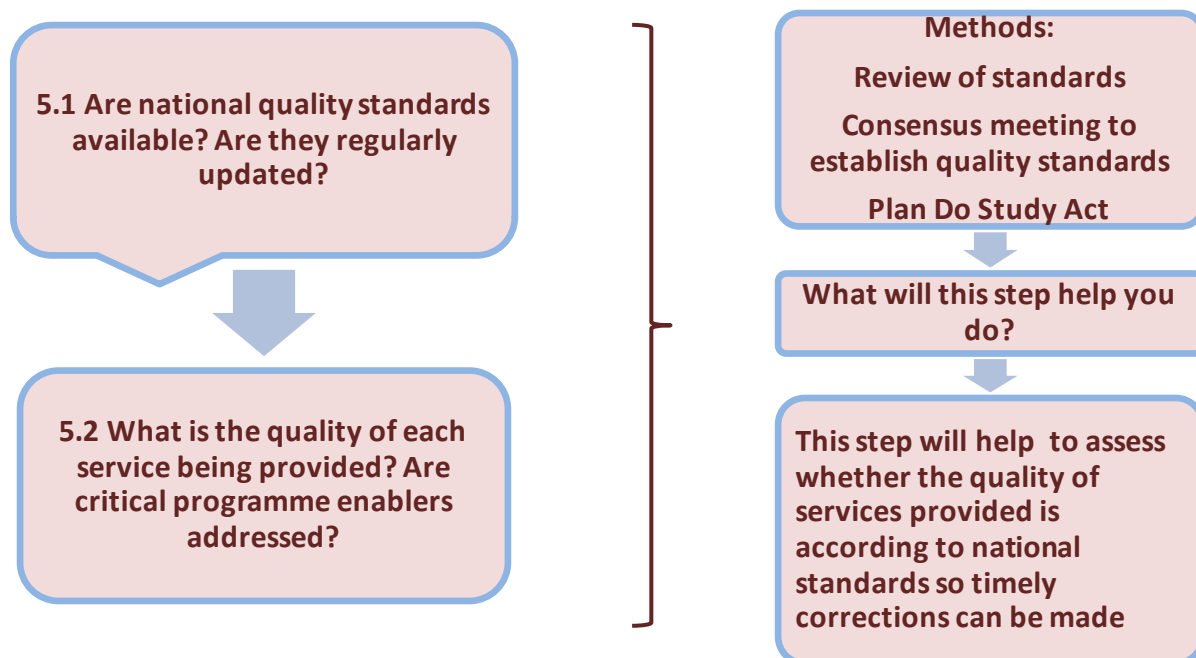 5.1 Are national quality standards
available? Are they regularly
updated?
5.2 What is the quality of each
service being provided? Are
critical programme enablers
addressed?
Methods:
Review of standards
Consensus meeting to
establish quality standards
Plan Do Study Act
What will this step help you
do?
This step will help to assess
whether the quality of
services provided is
according to national
standards so timely
corrections can be made